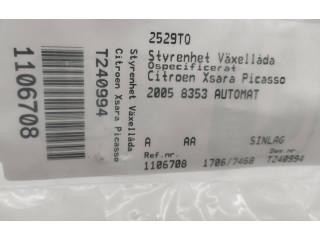 2529TO
Styrenhet Växellåda
Ospecificerat
Citroen Xsara Picasso
2005 8353 AUTOMAT
A AA SINLAG
Ref.nr.
1106708 1706/7468 T240994
1106708
T240994
Styrenhet Växellåda
Citroen Xsara Picasso